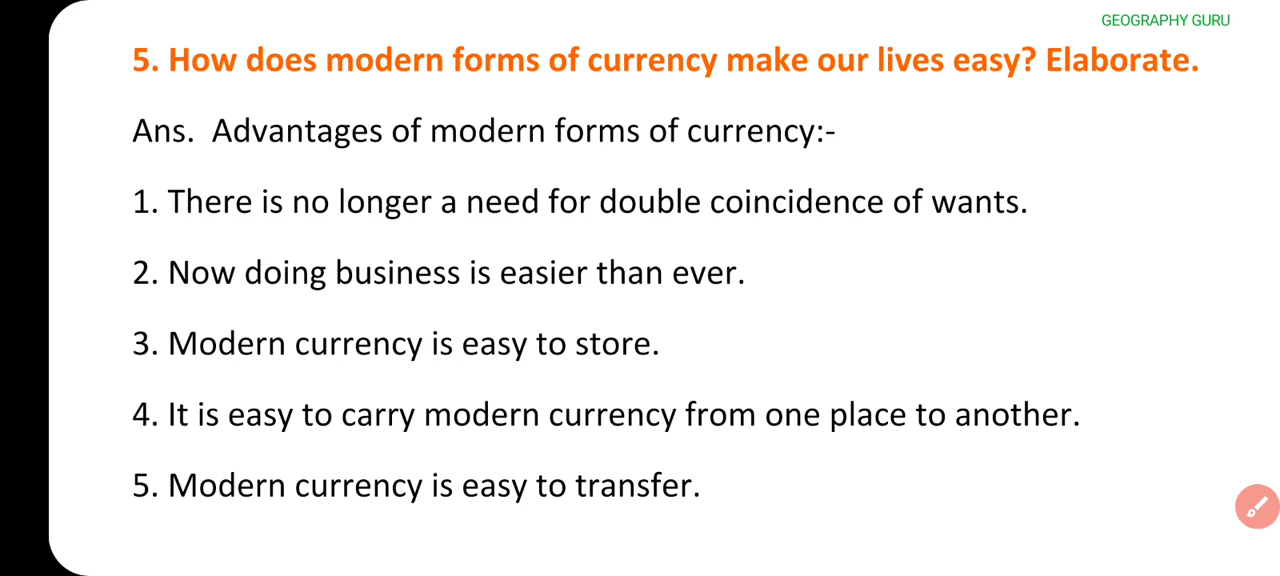 GEOGRAPHY GURU
5. How does modern forms of currency make our lives easy? Elaborate.
Ans.  Advantages of modern forms of currency:-
1. There is no longer a need for double coincidence of wants.
2. Now doing business is easier than ever.
3. Modern currency is easy to store.
4. It is easy to carry modern currency from one place to another.
5. Modern currency is easy to transfer.